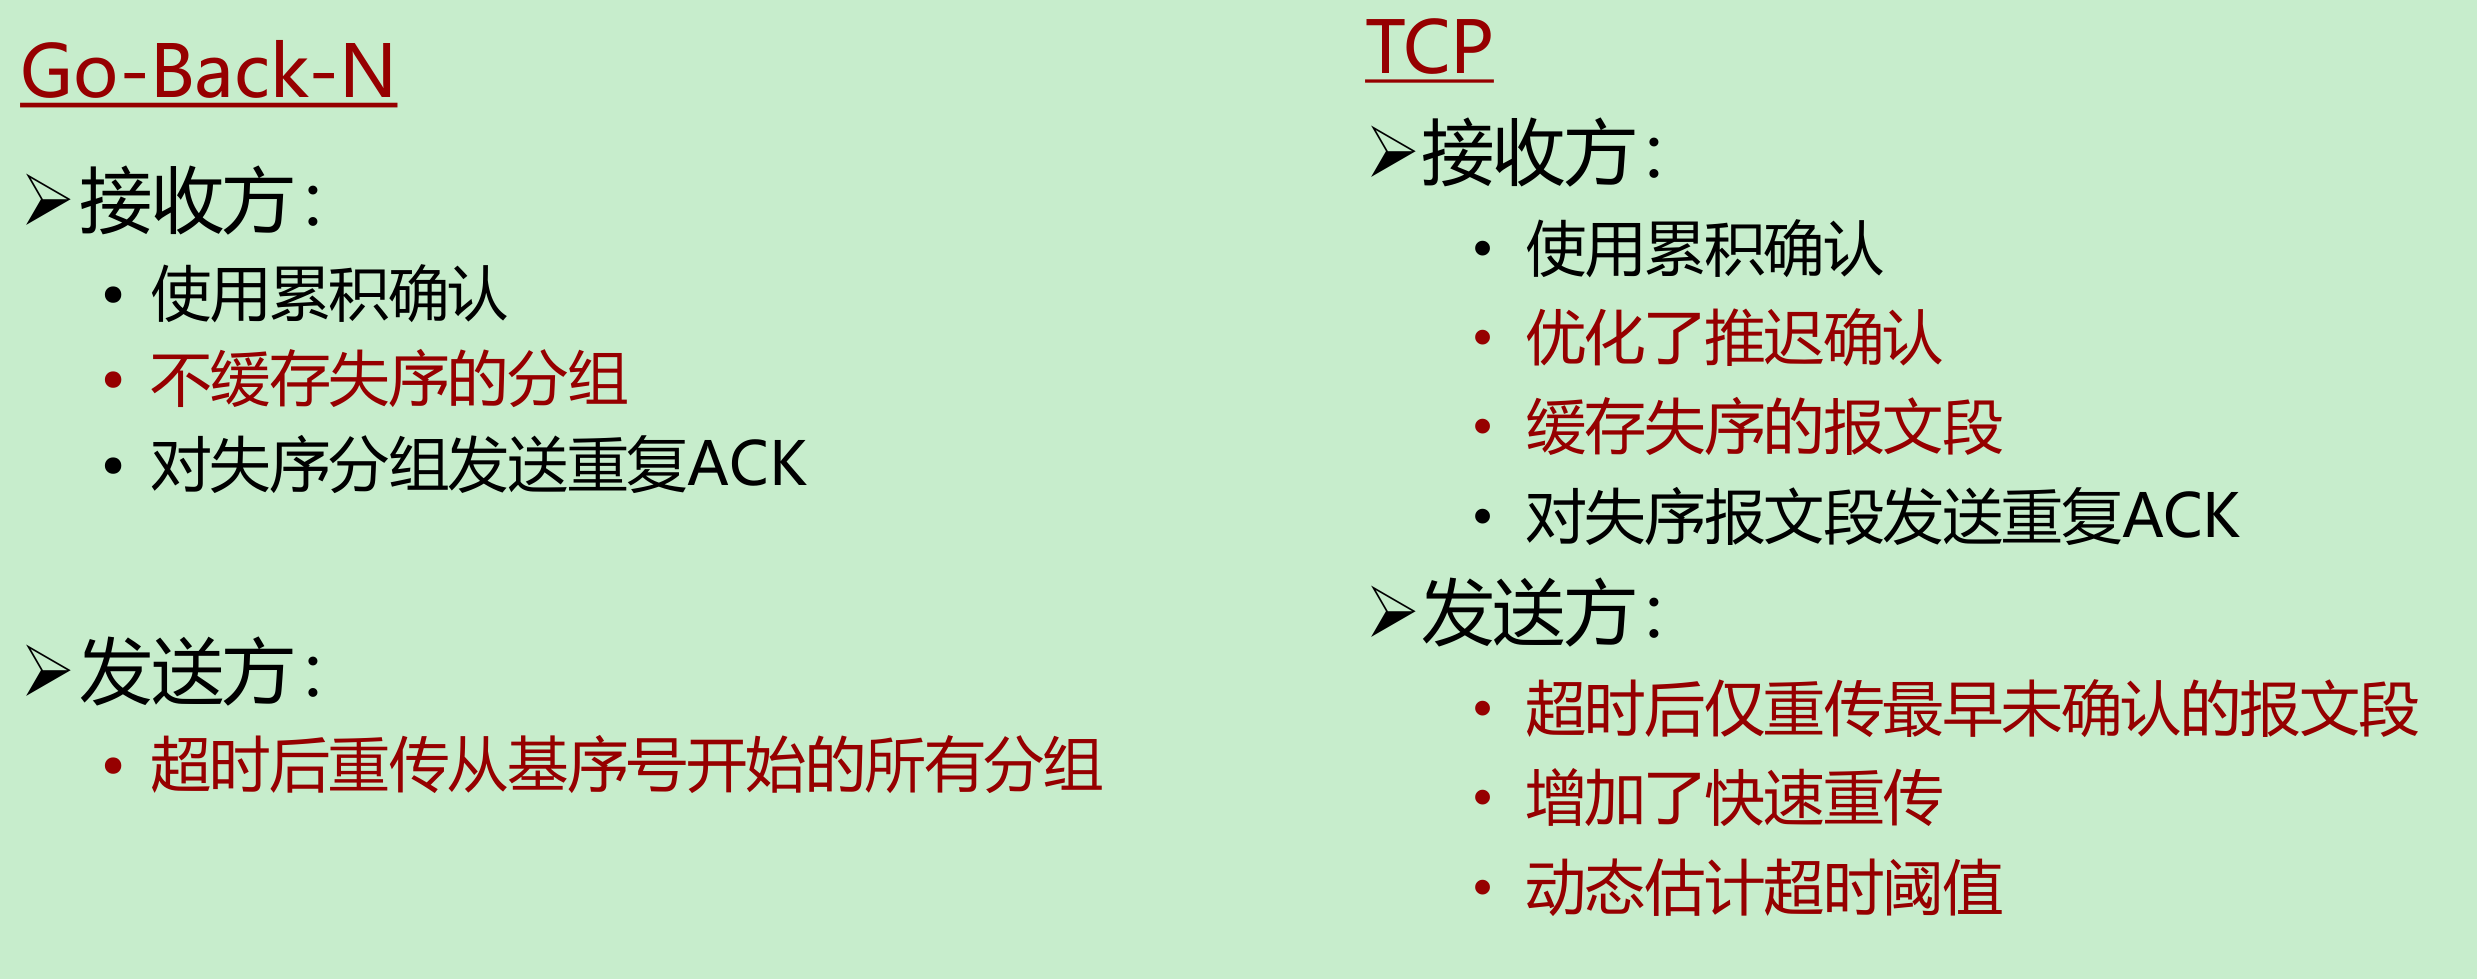 Go-Back-N
接收方：
使用累积确认
不缓存失序的分组
对失序分组发送重复ACK
发送方：
超时后重传从基序号开始的所有分组
TCP
接收方：
使用累积确认
优化了推迟确认
缓存失序的报文段
对失序报文段发送重复ACK
发送方：
超时后仅重传最早未确认的报文段
增加了快速重传
动态估计超时阈值